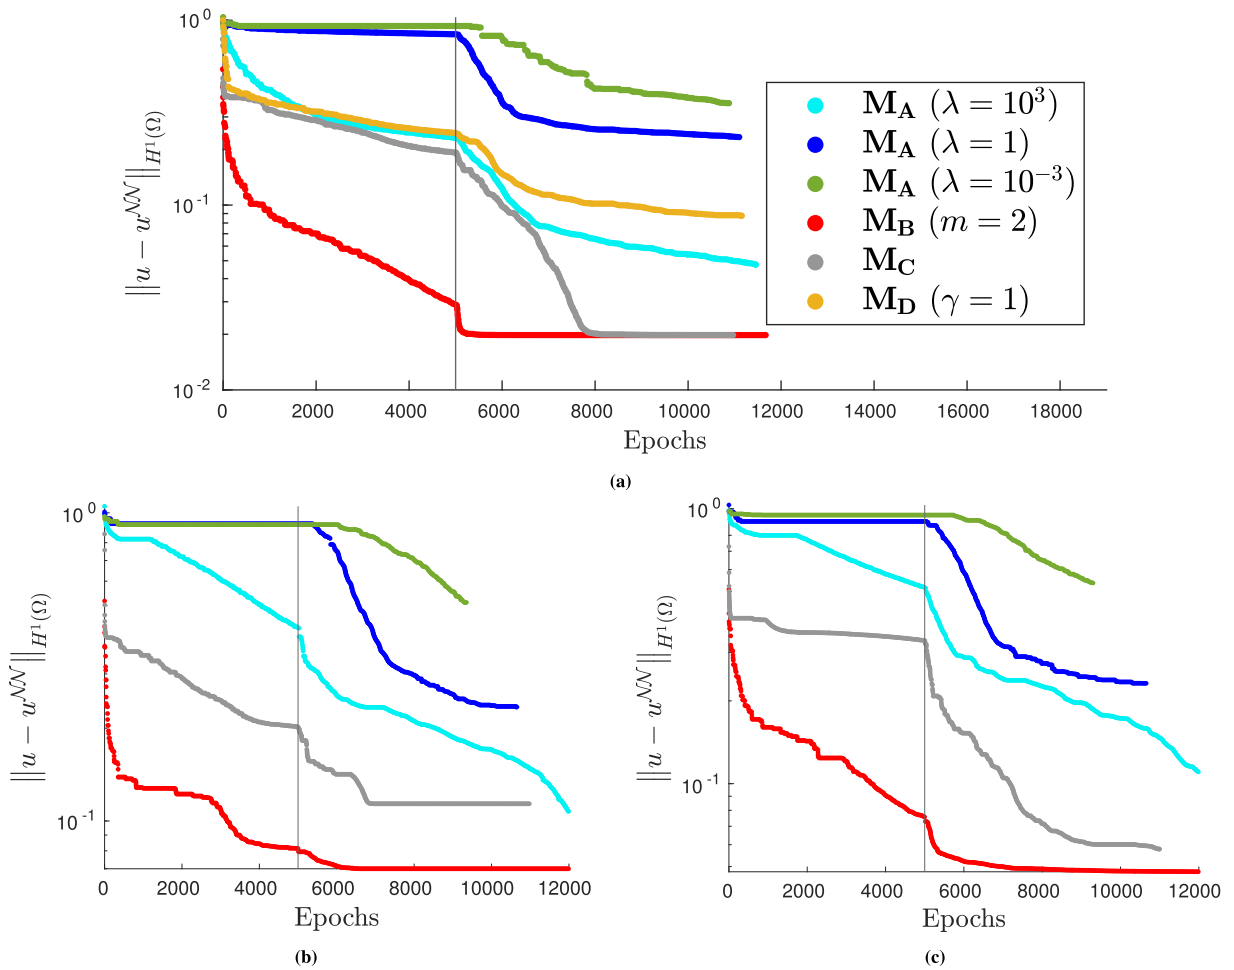 10^0
10^-1
10^-2
||u − u^𝒩𝒩||_{H^1(Ω)}
M_A (λ = 10^3)
M_A (λ = 1)
M_A (λ = 10^−3)
M_B (m = 2)
M_C
M_D (γ = 1)
0 2000 4000 6000 8000 10000 12000 14000 16000 18000
Epochs
(a)
10^0
10^-1
||u − u^𝒩𝒩||_{H^1(Ω)}
0 2000 4000 6000 8000 10000 12000
Epochs
(b)
10^0
10^-1
||u − u^𝒩𝒩||_{H^1(Ω)}
0 2000 4000 6000 8000 10000 12000
Epochs
(c)